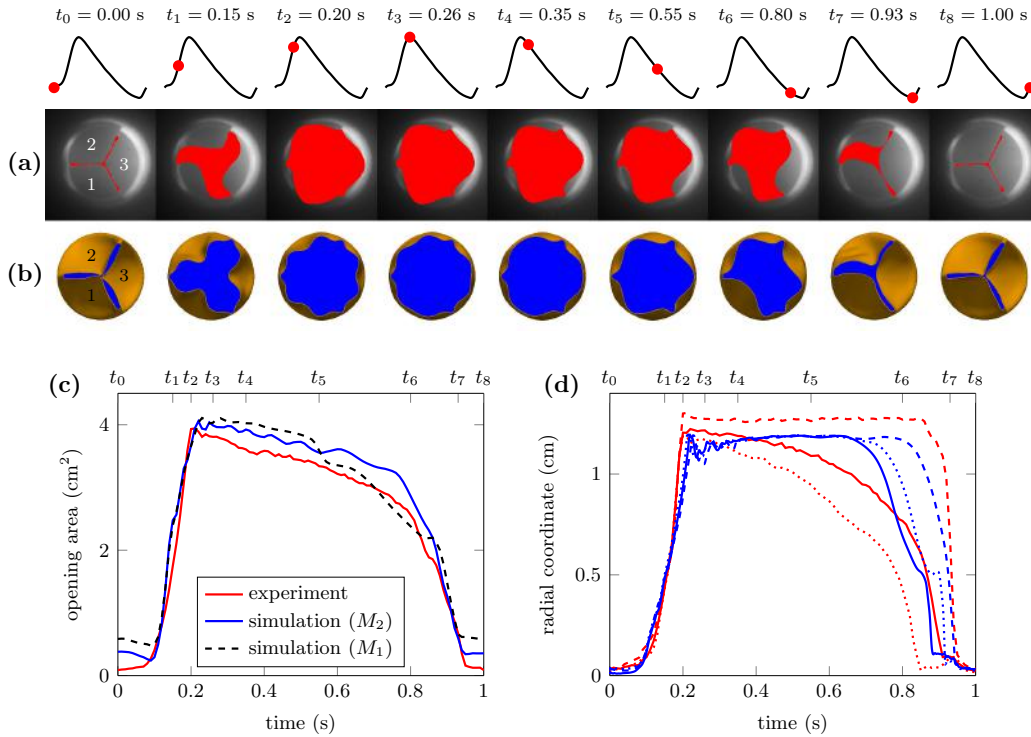 t₀ = 0.00 s t₁ = 0.15 s t₂ = 0.20 s t₃ = 0.26 s t₄ = 0.35 s t₅ = 0.55 s t₆ = 0.80 s t₇ = 0.93 s t₈ = 1.00 s
(a)
2
3
1
(b)
2
3
1
(c)
t₀ t₁ t₂ t₃ t₄ t₅ t₆ t₇ t₈
4
2
0
opening area (cm²)
experiment
simulation (M₂)
simulation (M₁)
0 0.2 0.4 0.6 0.8 1
time (s)
(d)
t₀ t₁ t₂ t₃ t₄ t₅ t₆ t₇ t₈
1
0.5
0
radial coordinate (cm)
0 0.2 0.4 0.6 0.8 1
time (s)